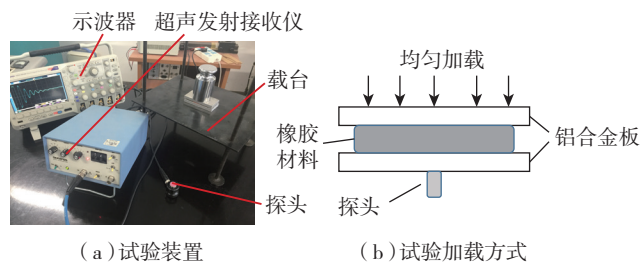 示波器 超声发射接收仪
载台
探头
均匀加载
橡胶
材料
铝合金板
探头
(a)试验装置
(b)试验加载方式